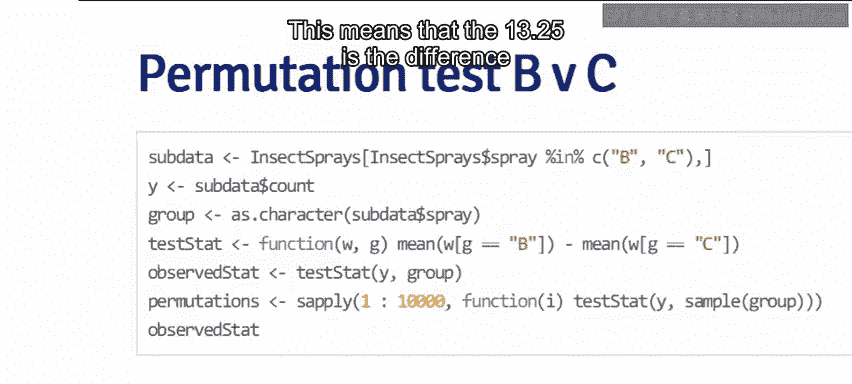 This means that the 13.25
is the difference
Permutation test B v C
subdata <- InsectSprays[InsectSprays$spray %in% c("B", "C"),]
y <- subdata$count
group <- as.character(subdata$spray)
testStat <- function(w, g) mean(w[g == "B"]) - mean(w[g == "C"])
observedStat <- testStat(y, group)
permutations <- sapply(1 : 10000, function(i) testStat(y, sample(group)))
observedStat